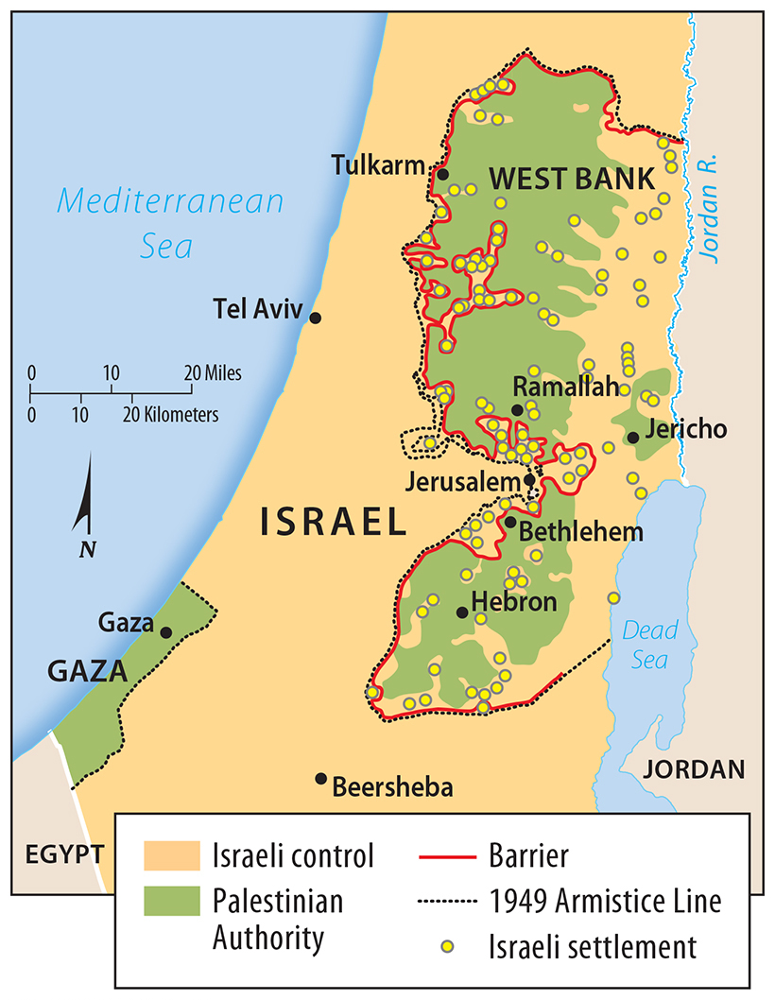 Tulkarm
WEST BANK
Mediterranean
Sea
Jordan R.
Tel Aviv
0 10 20 Miles
0 10 20 Kilometers
Ramallah
Jericho
Jerusalem
ISRAEL
Bethlehem
N
Hebron
Gaza
Dead
Sea
GAZA
JORDAN
Beersheba
EGYPT
Israeli control
Palestinian
Authority
Barrier
1949 Armistice Line
Israeli settlement